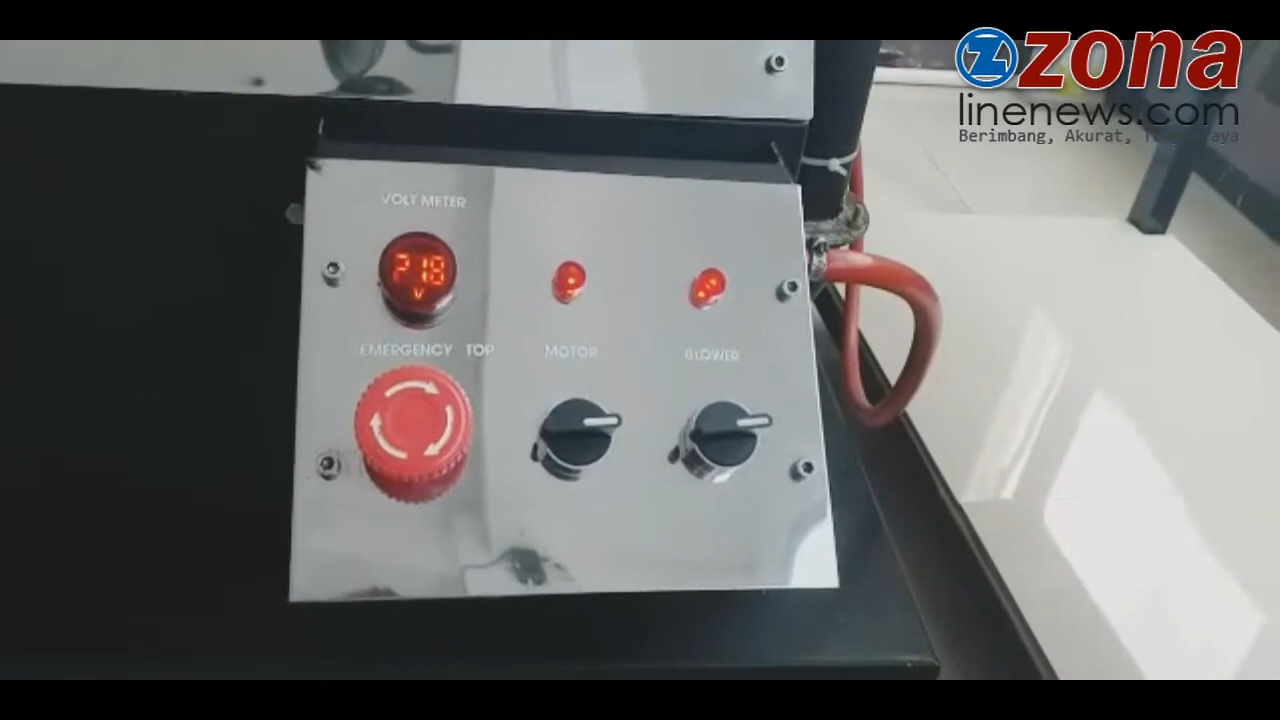 zona
linenews.com
Berimbang, Akurat,
VOLT METER
218
V
EMERGENCY TOP
MOTOR
BLOWER